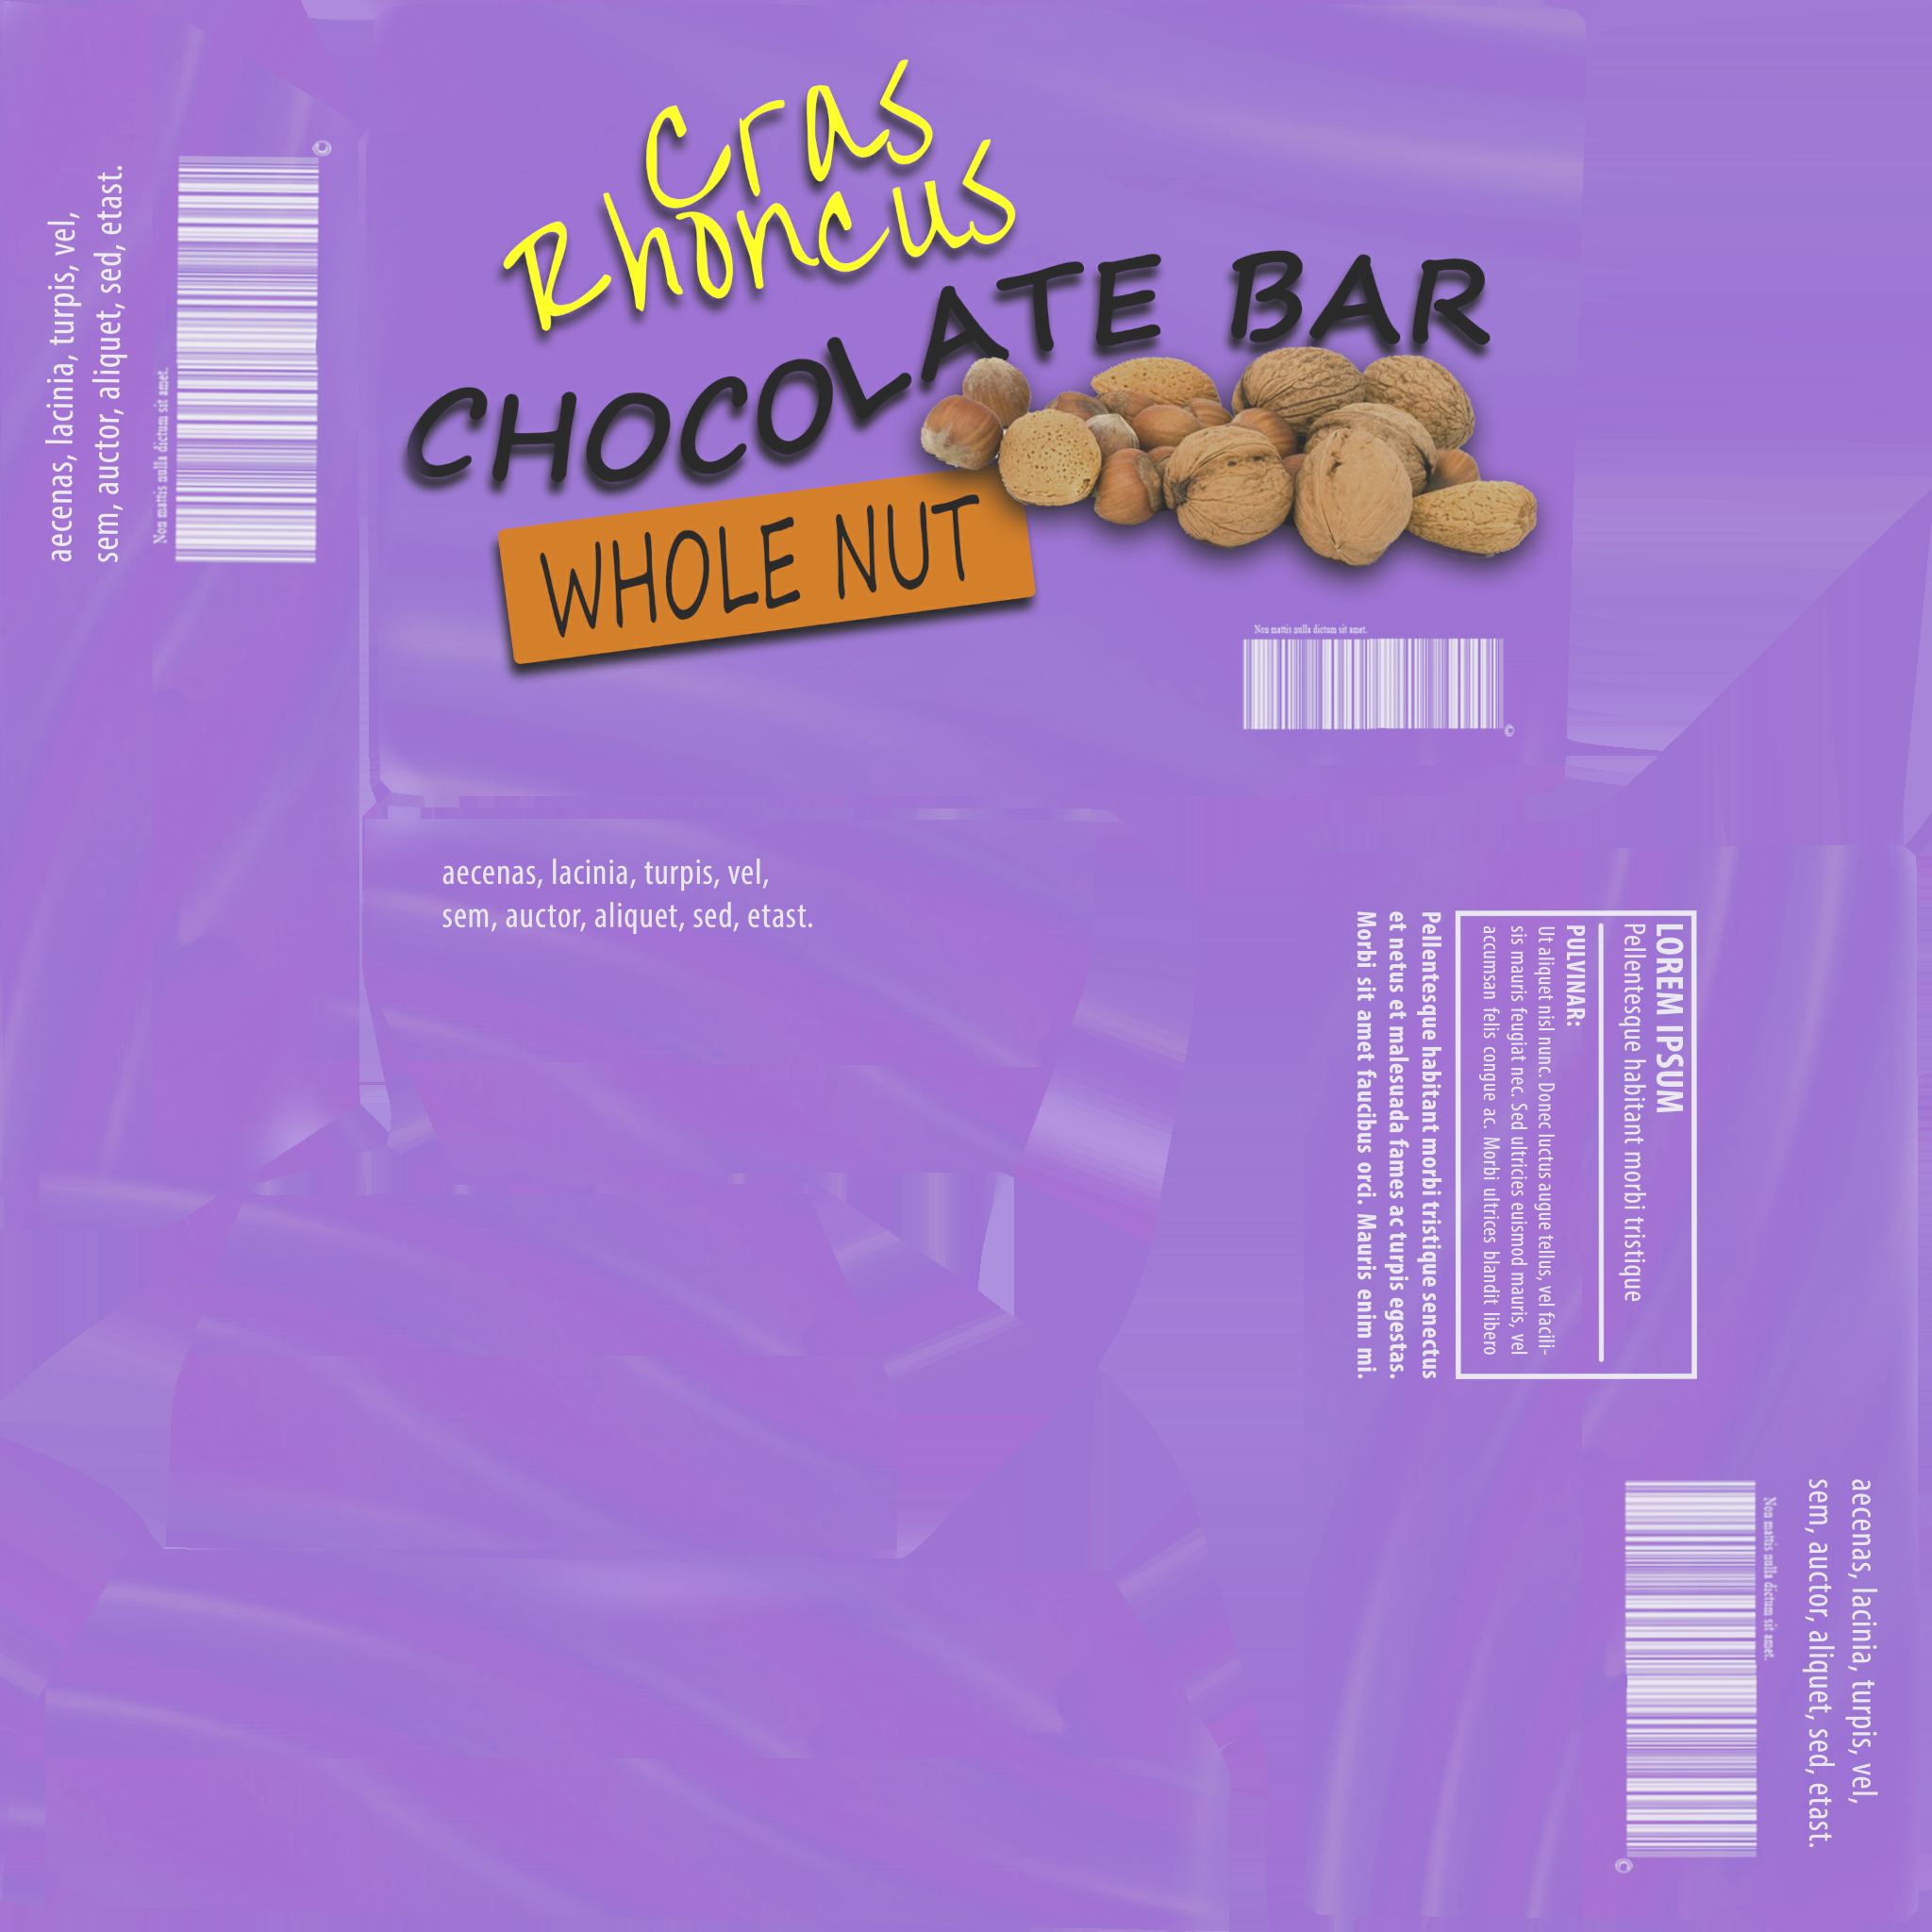 Cras
Rhoncus
CHOCOLATE BAR
WHOLE NUT
Non mattis nulla dictum sit amet.
©
aecenas, lacinia, turpis, vel,
sem, auctor, aliquet, sed, etast.
Non mattis nulla dictum sit amet.
©
aecenas, lacinia, turpis, vel,
sem, auctor, aliquet, sed, etast.
LOREM IPSUM
Pellentesque habitant morbi tristique
PULVINAR:
Ut aliquet nisl nunc. Donec luctus augue tellus, vel facili-
sis mauris feugiat nec. Sed ultricies euismod mauris, vel
accumsan felis congue ac. Morbi ultrices blandit libero
Pellentesque habitant morbi tristique senectus
et netus et malesuada fames ac turpis egestas.
Morbi sit amet faucibus orci. Mauris enim mi.
aecenas, lacinia, turpis, vel,
sem, auctor, aliquet, sed, etast.
Non mattis nulla dictum sit amet.
©